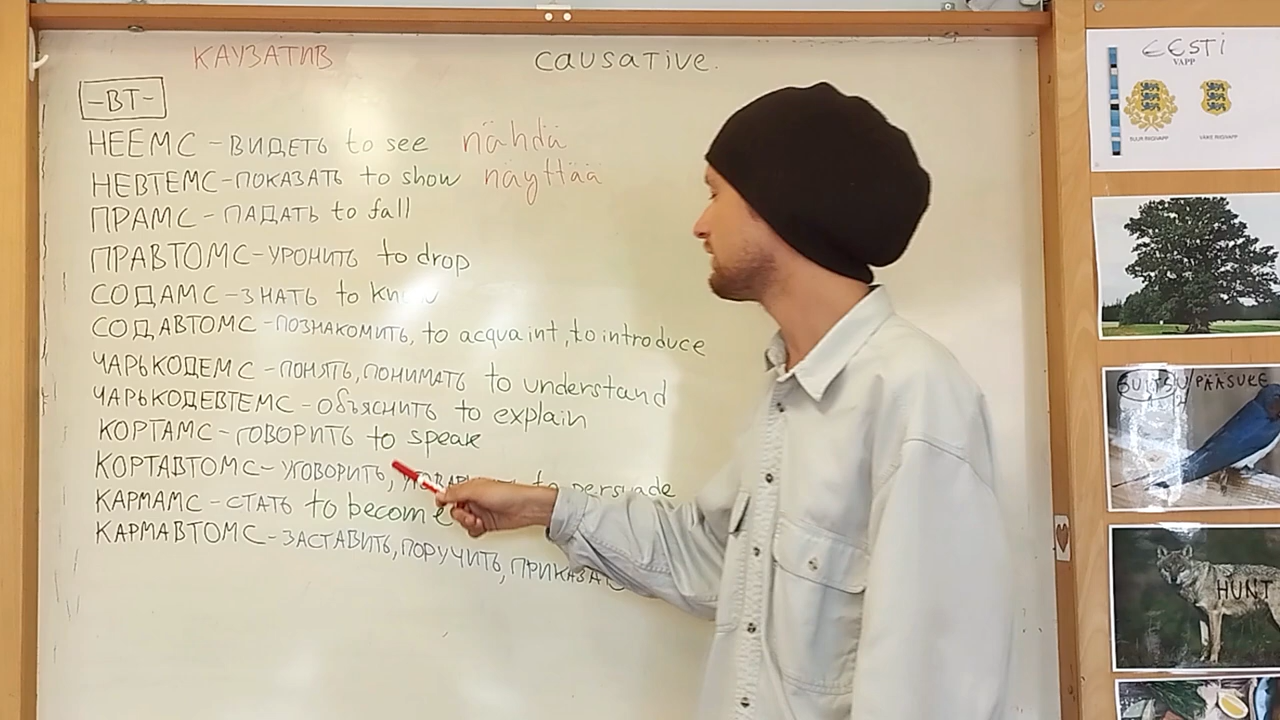 КАУЗАТИВ causative.
-ВТ-
НЕЕМС - ВИДЕТЬ to see nähdä
НЕВТЕМС - ПОКАЗАТЬ to show näyttää
ПРАМС - ПАДАТЬ to fall
ПРАВТОМС - УРОНИТЬ to drop
СОДАМС - ЗНАТЬ to
СОДАВТОМС - ПОЗНАКОМИТЬ, to acquaint, to introduce
ЧАРЬКОДЕМС - ПОНЯТЬ, ПОНИМАТЬ to understand
ЧАРЬКОДЕВТЕМС - ОбЪЯСНИТЬ to explain
КОРТАМС - ГОВОРИТЬ to speak
КОРТАВТОМС - УГОВОРИТЬ, to persuade
КАРМАМС - СТАТЬ to become
КАРМАВТОМС - ЗАСТАВИТЬ, ПОРУЧИТЬ,
EESTI
VAPP
SUUR RIIGIVAPP VÄIKE RIIGIVAPP
SUITSU/PÄÄSUKE
HUNT